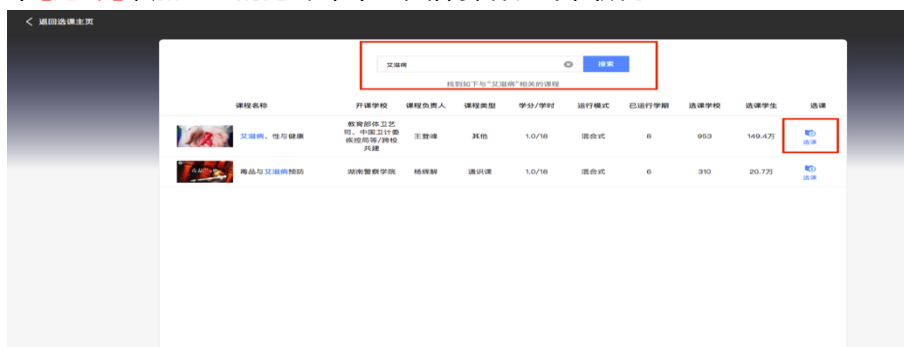 返回选课主页
艾滋病
搜索
找到如下与"艾滋病"相关的课程
课程名称 开课学校 课程负责人 课程类型 学分/学时 运行模式 已运行学期 选课学校 选课学生 选课
艾滋病、性与健康 教育部体卫艺司、中国卫计委疾控局等/跨校共建 王登峰 其他 1.0/18 混合式 8 953 149.4万 选课
毒品与艾滋病预防 湖南警察学院 杨辉解 通识课 1.0/18 混合式 6 310 20.7万 选课